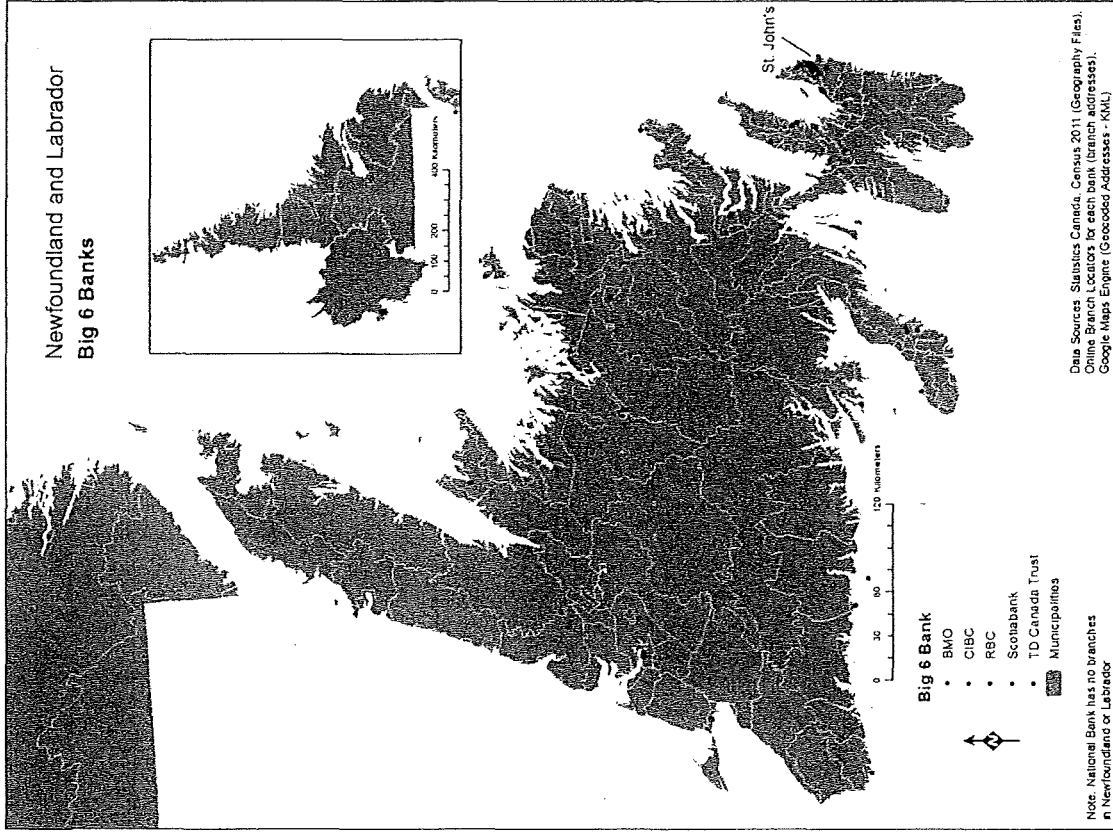 Newfoundland and Labrador
Big 6 Banks
0 100 200 400 Kilometers
St. John's
0 30 60 120 Kilometers
Big 6 Bank
BMO
CIBC
RBC
Scotiabank
TD Canada Trust
Municipalities
N
Note: National Bank has no branches
n Newfoundland or Labrador
Data Sources: Statistics Canada, Census 2011 (Geography Files).
Online Branch Locators for each bank (branch addresses).
Google Maps Engine (Geocoded Addresses - KML)